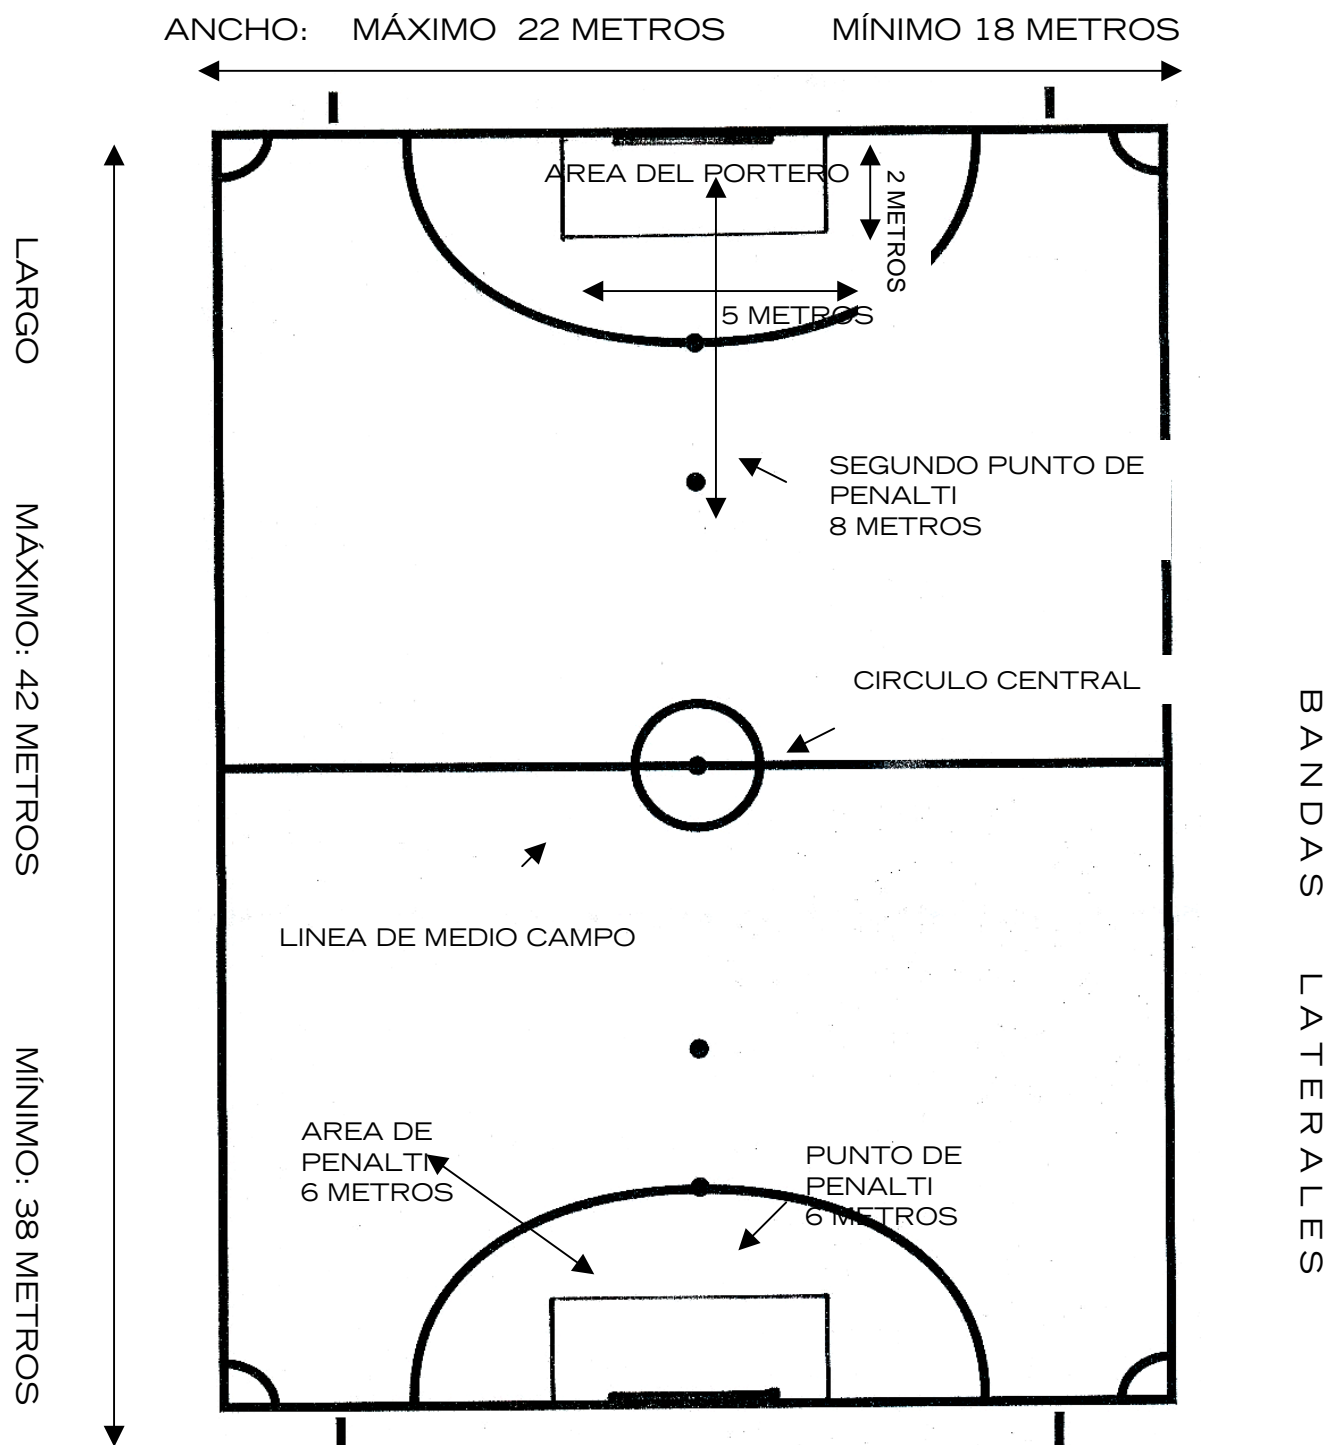 ANCHO: MÁXIMO 22 METROS MÍNIMO 18 METROS
AREA DEL PORTERO
2 METROS
5 METROS
LARGO MÁXIMO: 42 METROS MÍNIMO: 38 METROS
SEGUNDO PUNTO DE
PENALTI
8 METROS
CIRCULO CENTRAL
BANDAS LATERALES
LINEA DE MEDIO CAMPO
AREA DE
PENALTI
6 METROS
PUNTO DE
PENALTI
6 METROS